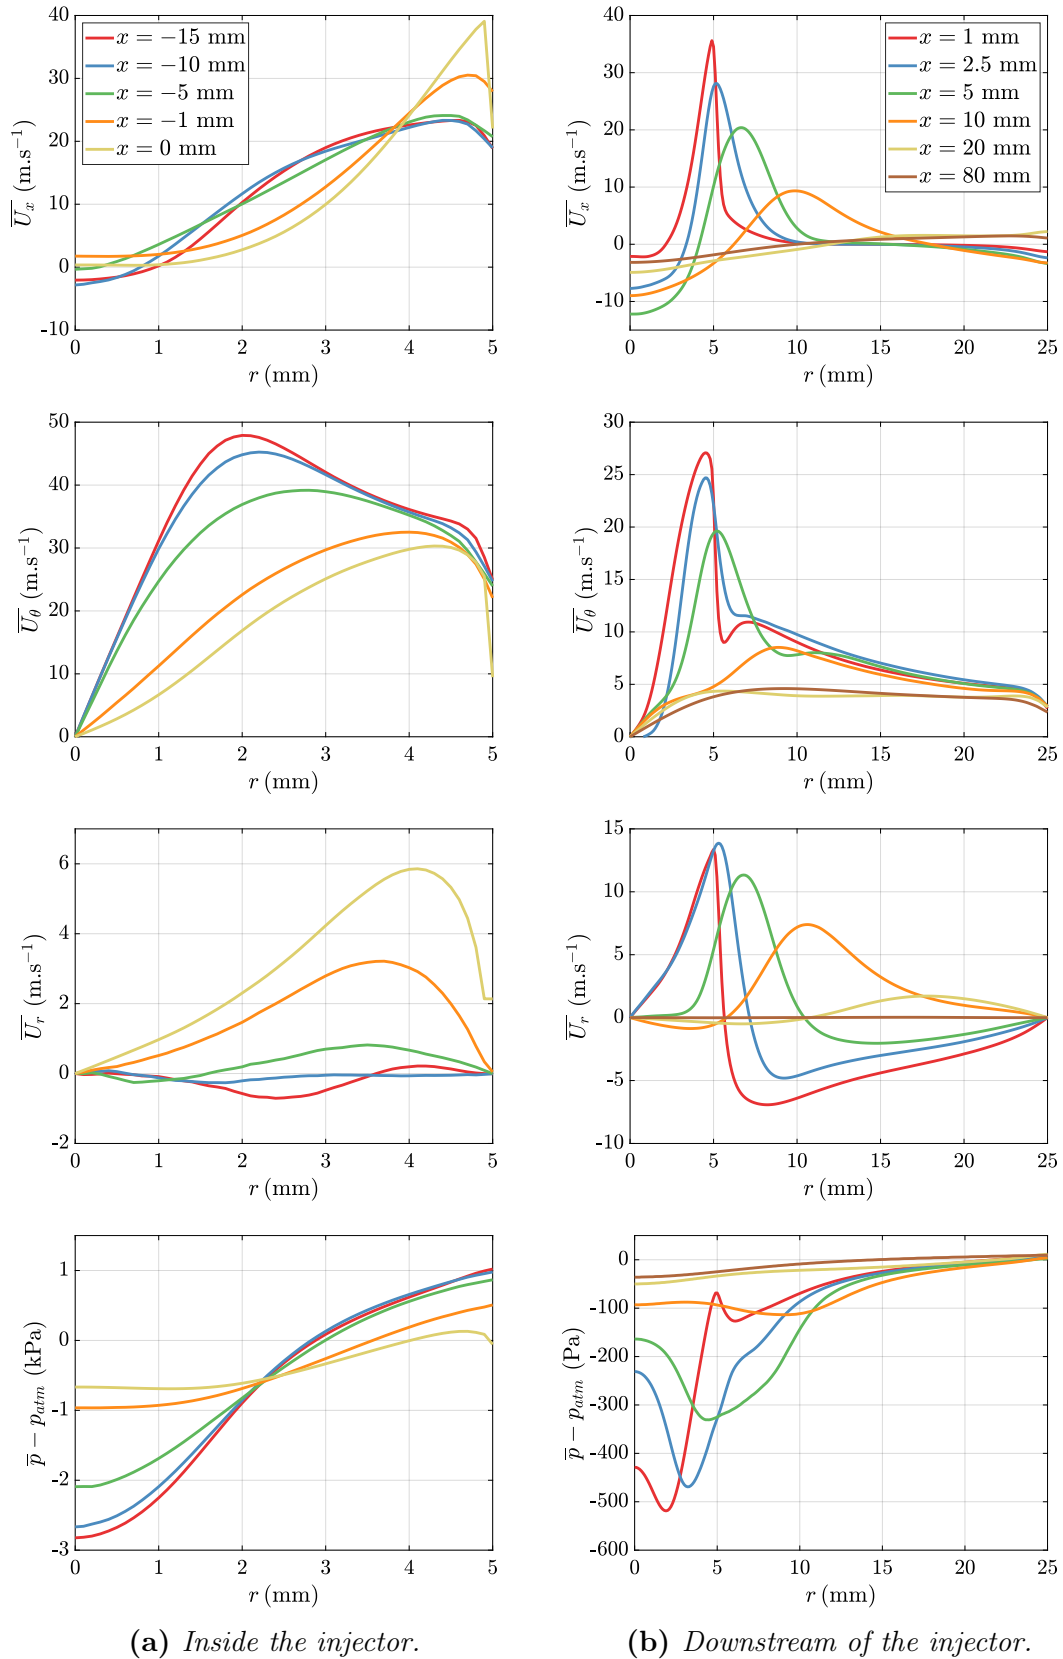 40
30
20
10
0
-10
0 1 2 3 4 5
x = −15 mm
x = −10 mm
x = −5 mm
x = −1 mm
x = 0 mm
U̅x (m.s−1)
r (mm)
40
30
20
10
0
-10
0 5 10 15 20 25
x = 1 mm
x = 2.5 mm
x = 5 mm
x = 10 mm
x = 20 mm
x = 80 mm
U̅x (m.s−1)
r (mm)
50
40
30
20
10
0
0 1 2 3 4 5
U̅θ (m.s−1)
r (mm)
30
25
20
15
10
5
0
0 5 10 15 20 25
U̅θ (m.s−1)
r (mm)
6
4
2
0
-2
0 1 2 3 4 5
U̅r (m.s−1)
r (mm)
15
10
5
0
-5
-10
0 5 10 15 20 25
U̅r (m.s−1)
r (mm)
1
0
-1
-2
-3
0 1 2 3 4 5
p̅ − patm (kPa)
r (mm)
0
-100
-200
-300
-400
-500
-600
0 5 10 15 20 25
p̅ − patm (Pa)
r (mm)
(a) Inside the injector.
(b) Downstream of the injector.